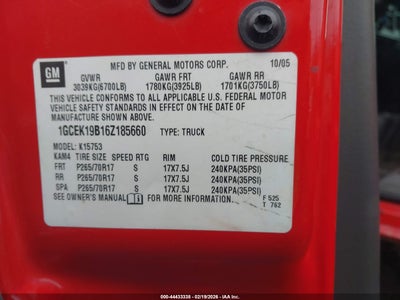 MFD BY GENERAL MOTORS CORP. 10/05
GM
GVWR GAWR FRT GAWR RR
3039KG(6700LB) 1780KG(3925LB) 1701KG(3750LB)
THIS VEHICLE CONFORMS TO ALL APPLICABLE U.S. FEDERAL MOTOR
VEHICLE SAFETY STANDARDS IN EFFECT ON THE DATE OF
MANUFACTURE SHOWN ABOVE.
1GCEK19B16Z185660 TYPE: TRUCK
MODEL: K15753
KAM4 TIRE SIZE SPEED RTG RIM COLD TIRE PRESSURE
FRT P265/70R17 S 17X7.5J 240KPA(35PSI)
RR P265/70R17 S 17X7.5J 240KPA(35PSI)
SPA P265/70R17 S 17X7.5J 240KPA(35PSI)
SEE OWNER'S MANUAL FOR MORE INFORMATION.
F 525
T 762
000-44433338 - 02/19/2026 - IAA, Inc.